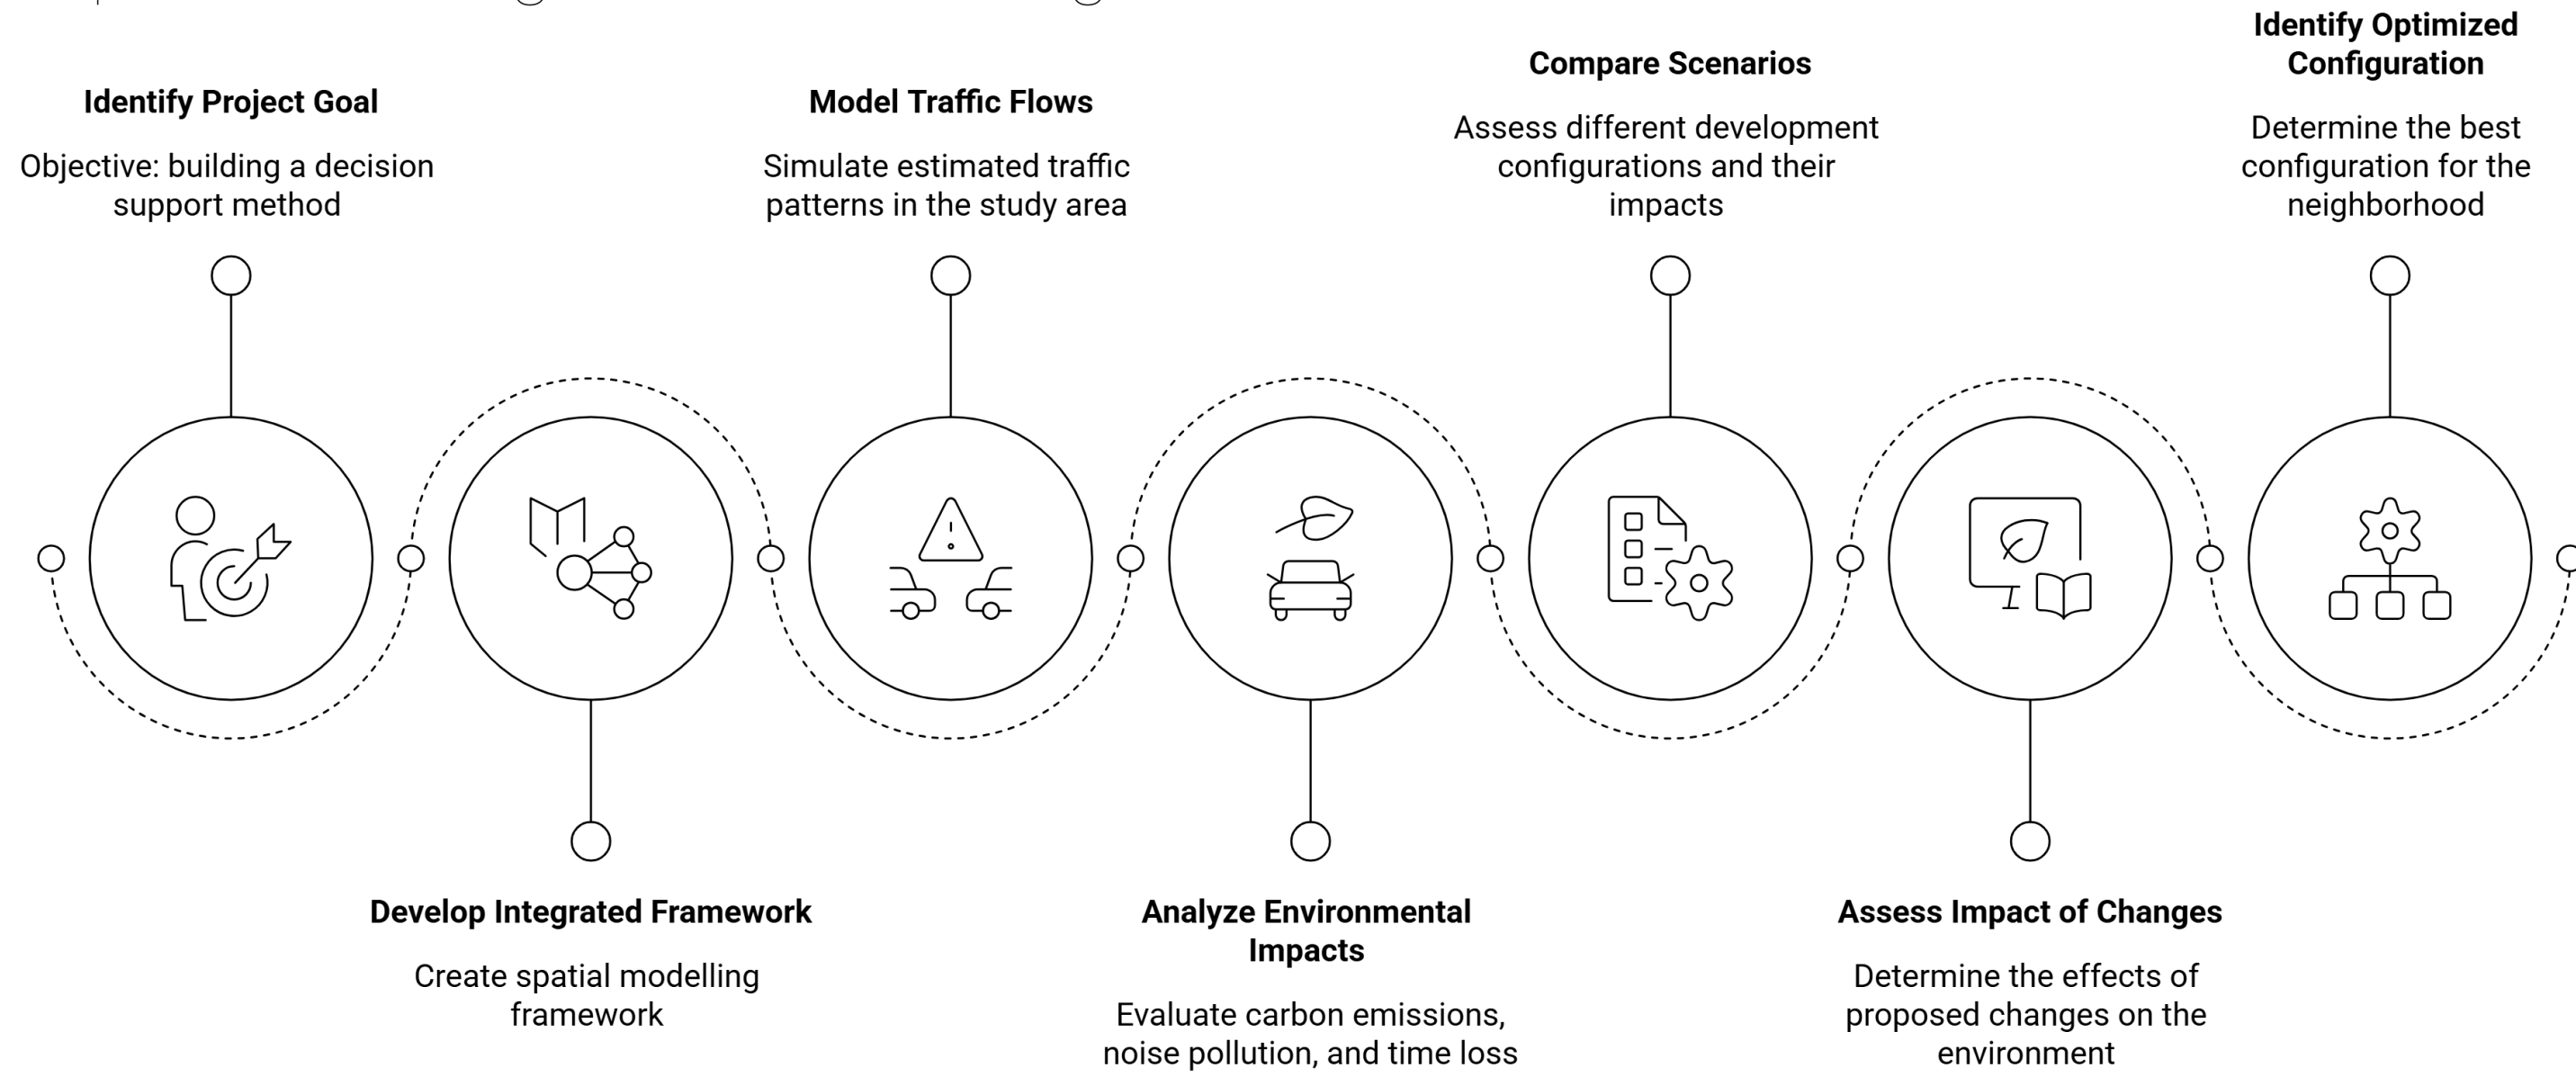 Identify Project Goal
Objective: building a decision
support method
Develop Integrated Framework
Create spatial modelling
framework
Model Traffic Flows
Simulate estimated traffic
patterns in the study area
Analyze Environmental
Impacts
Evaluate carbon emissions,
noise pollution, and time loss
Compare Scenarios
Assess different development
configurations and their
impacts
Assess Impact of Changes
Determine the effects of
proposed changes on the
environment
Identify Optimized
Configuration
Determine the best
configuration for the
neighborhood